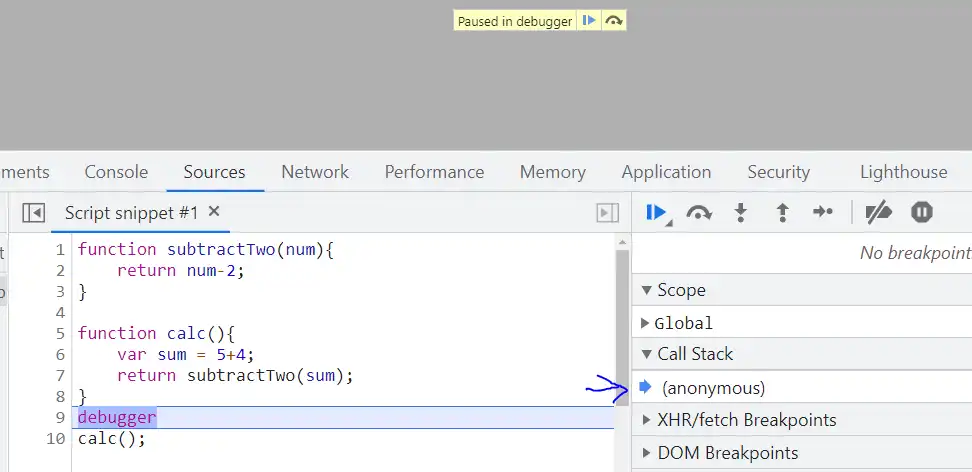 Paused in debugger
ments Console Sources Network Performance Memory Application Security Lighthouse
Script snippet #1 ×
t
1 function subtractTwo(num){
2 return num-2;
3 }
4
5 function calc(){
6 var sum = 5+4;
7 return subtractTwo(sum);
8 }
9 debugger
10 calc();
No breakpoint
Scope
Global
Call Stack
(anonymous)
XHR/fetch Breakpoints
DOM Breakpoints